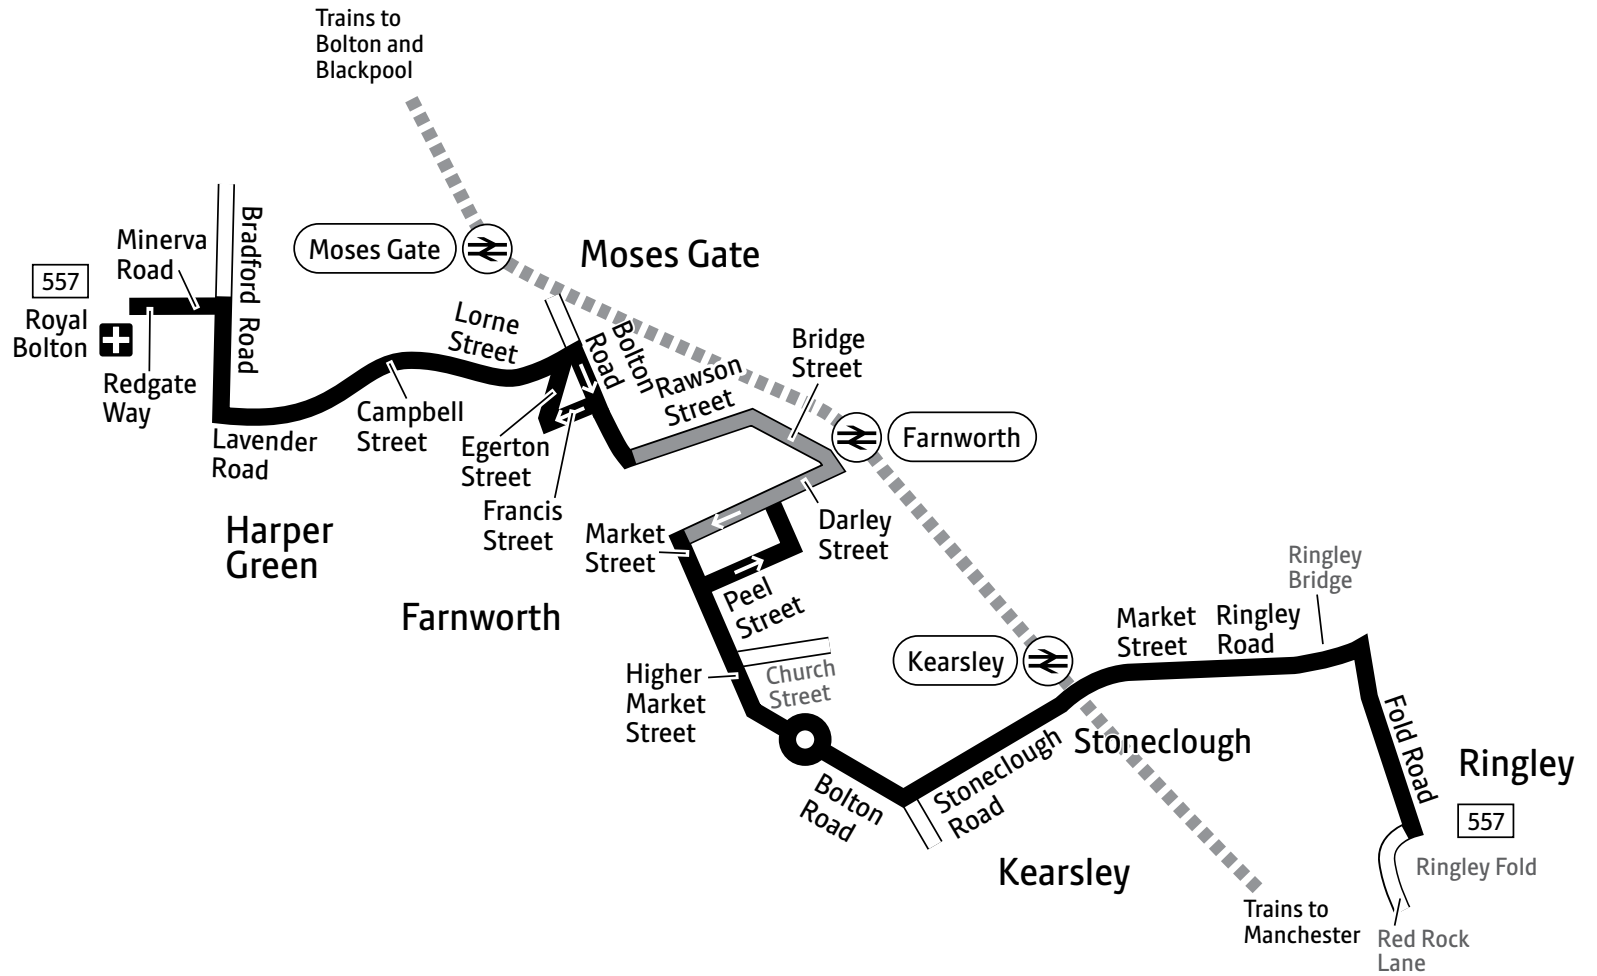 Trains to
Bolton and
Blackpool
Minerva
Road
Bradford Road
Moses Gate
Moses Gate
557
Royal
Bolton
Redgate
Way
Lorne
Street
Bolton
Road
Rawson
Street
Bridge
Street
Farnworth
Lavender
Road
Campbell
Street
Egerton
Street
Francis
Street
Harper
Green
Market
Street
Darley
Street
Farnworth
Peel
Street
Church
Street
Higher
Market
Street
Kearsley
Market
Street
Ringley
Road
Ringley
Bridge
Bolton
Road
Stoneclough
Road
Stoneclough
Fold Road
Ringley
557
Kearsley
Ringley Fold
Trains to
Manchester
Red Rock
Lane